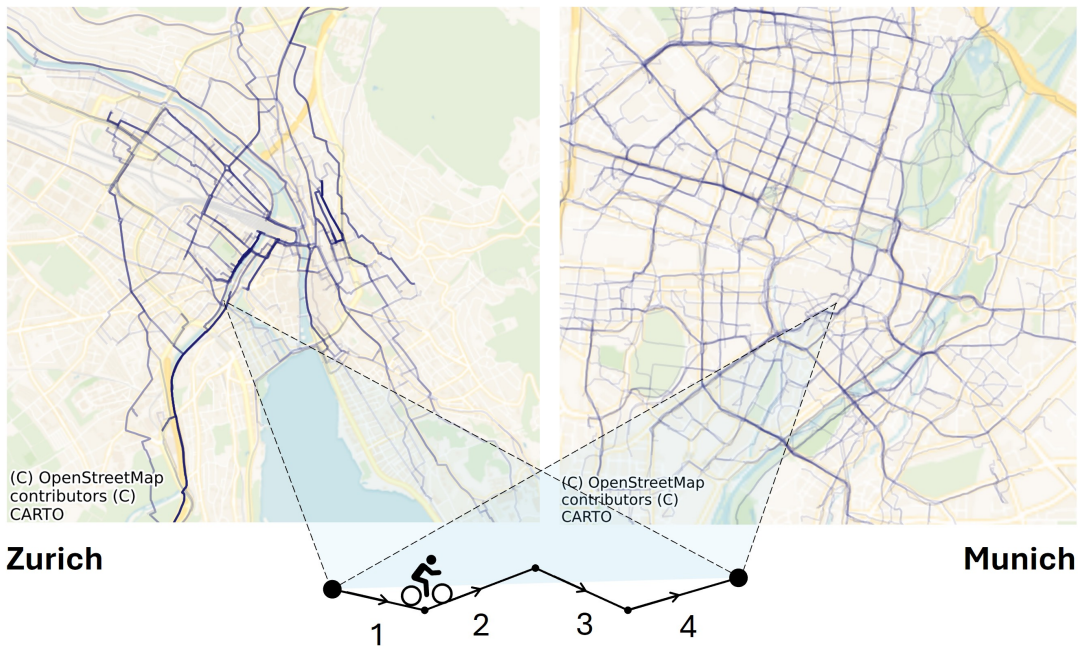 (C) OpenStreetMap
contributors (C)
CARTO
(C) OpenStreetMap
contributors (C)
CARTO
Zurich
Munich
1
2
3
4